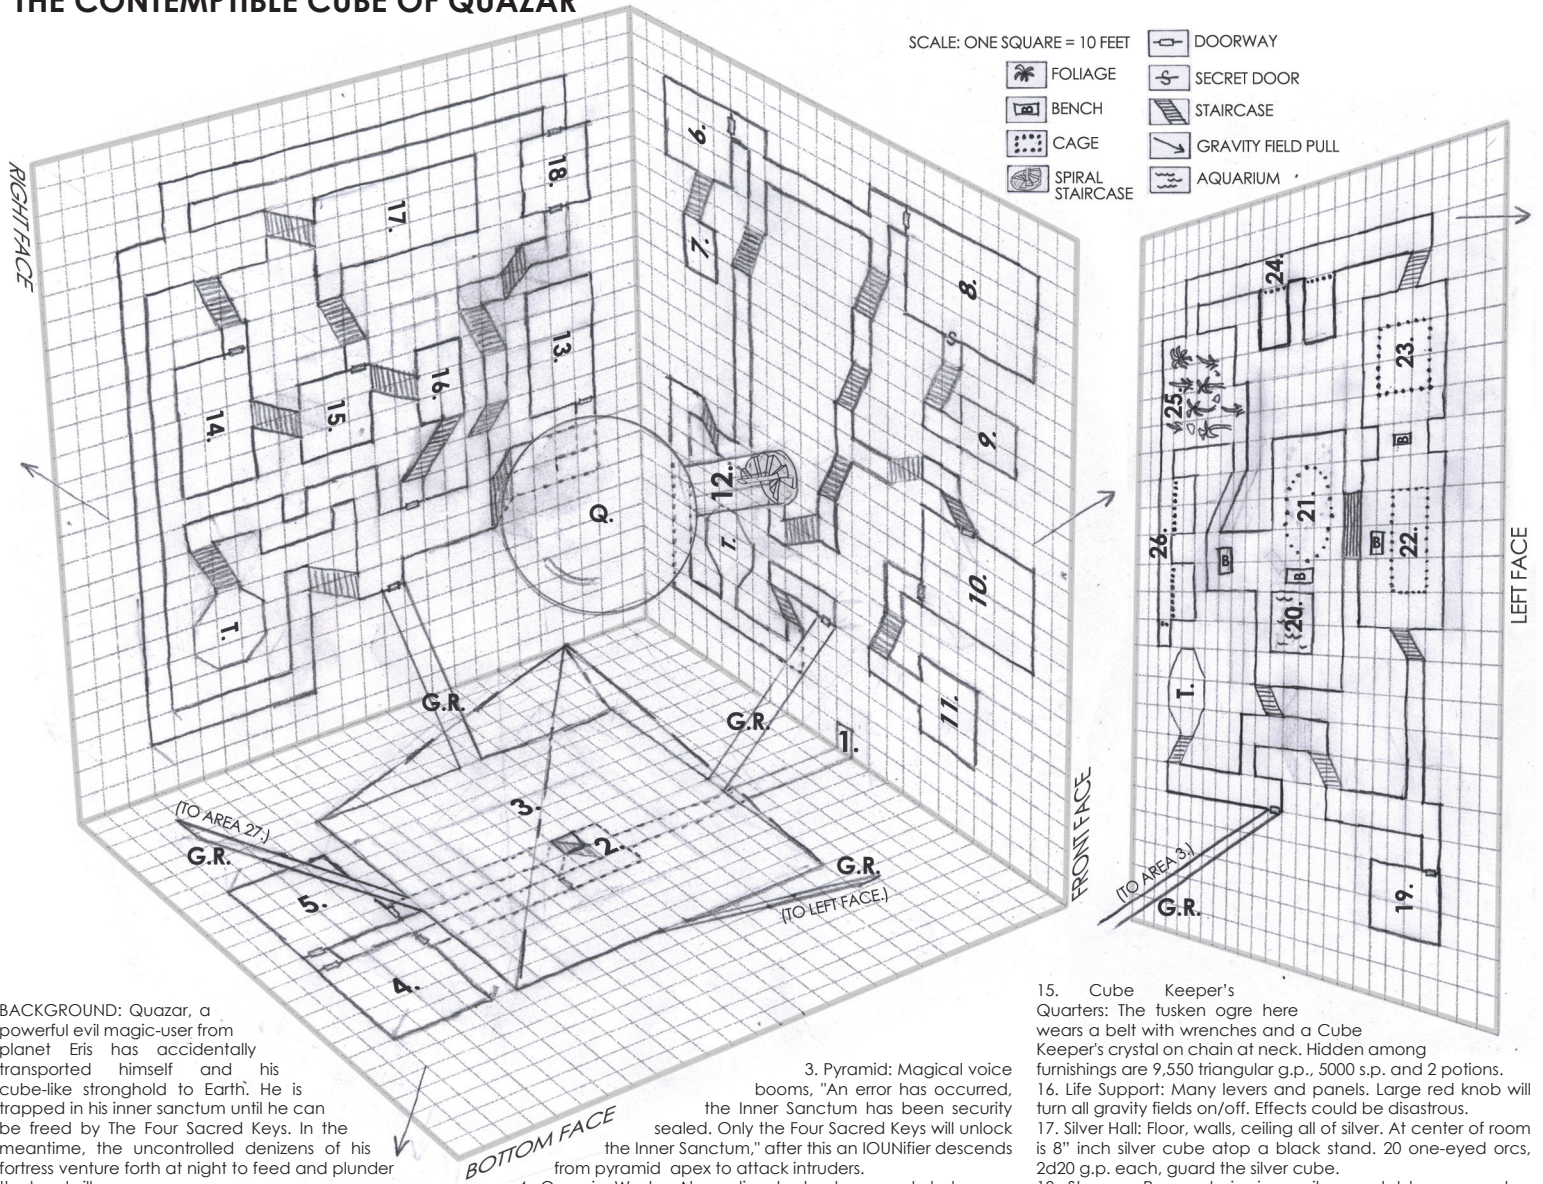 THE CONTEMPTIBLE CUBE OF QUAZAR
SCALE: ONE SQUARE = 10 FEET
DOORWAY
FOLIAGE
SECRET DOOR
B
BENCH
STAIRCASE
CAGE
GRAVITY FIELD PULL
SPIRAL
STAIRCASE
AQUARIUM
RIGHT FACE
6.
18.
17.
7.
8.
13.
16.
14.
15.
9.
12.
Q.
T.
10.
T.
11.
G.R.
G.R.
1.
3.
2.
(TO AREA 27.)
G.R.
5.
4.
G.R.
(TO LEFT FACE.)
FRONT FACE
BOTTOM FACE
24.
23.
25.
B
21.
26.
B
B
22.
B
20.
T.
LEFT FACE
(TO AREA 3.)
G.R.
19.
BACKGROUND: Quazar, a
powerful evil magic-user from
planet Eris has accidentally
transported himself and his
cube-like stronghold to Earth. He is
trapped in his inner sanctum until he can
be freed by The Four Sacred Keys. In the
meantime, the uncontrolled denizens of his
fortress venture forth at night to feed and plunder
3. Pyramid: Magical voice
booms, "An error has occurred,
the Inner Sanctum has been security
sealed. Only the Four Sacred Keys will unlock
the Inner Sanctum," after this an IOUNifier descends
from pyramid apex to attack intruders.
15. Cube Keeper's
Quarters: The tusken ogre here
wears a belt with wrenches and a Cube
Keeper's crystal on chain at neck. Hidden among
furnishings are 9,550 triangular g.p., 5000 s.p. and 2 potions.
16. Life Support: Many levers and panels. Large red knob will
turn all gravity fields on/off. Effects could be disastrous.
17. Silver Hall: Floor, walls, ceiling all of silver. At center of room
is 8" inch silver cube atop a black stand. 20 one-eyed orcs,
2d20 g.p. each, guard the silver cube.